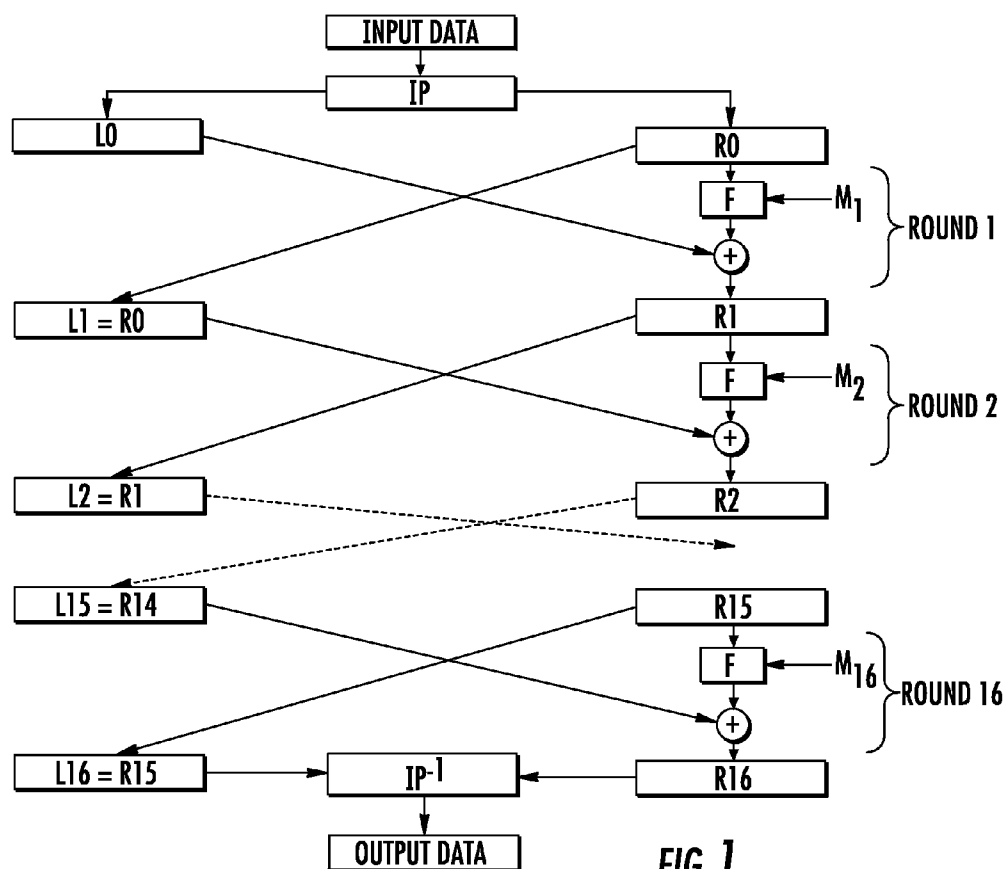 INPUT DATA
IP
L0
R0
F
M1
ROUND 1
+
L1 = R0
R1
F
M2
ROUND 2
+
L2 = R1
R2
L15 = R14
R15
F
M16
ROUND 16
+
L16 = R15
IP-1
R16
OUTPUT DATA
FIG. 1